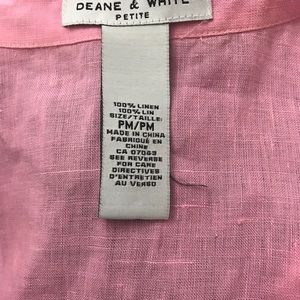 DEANE & WHITE
PETITE
100% LINEN
100% LIN
SIZE/TAILLE:
PM/PM
MADE IN CHINA
FABRIQUÉ EN
CHINE
CA 07053
SEE REVERSE
FOR CARE
DIRECTIVES
D'ENTRETIEN
AU VERSO